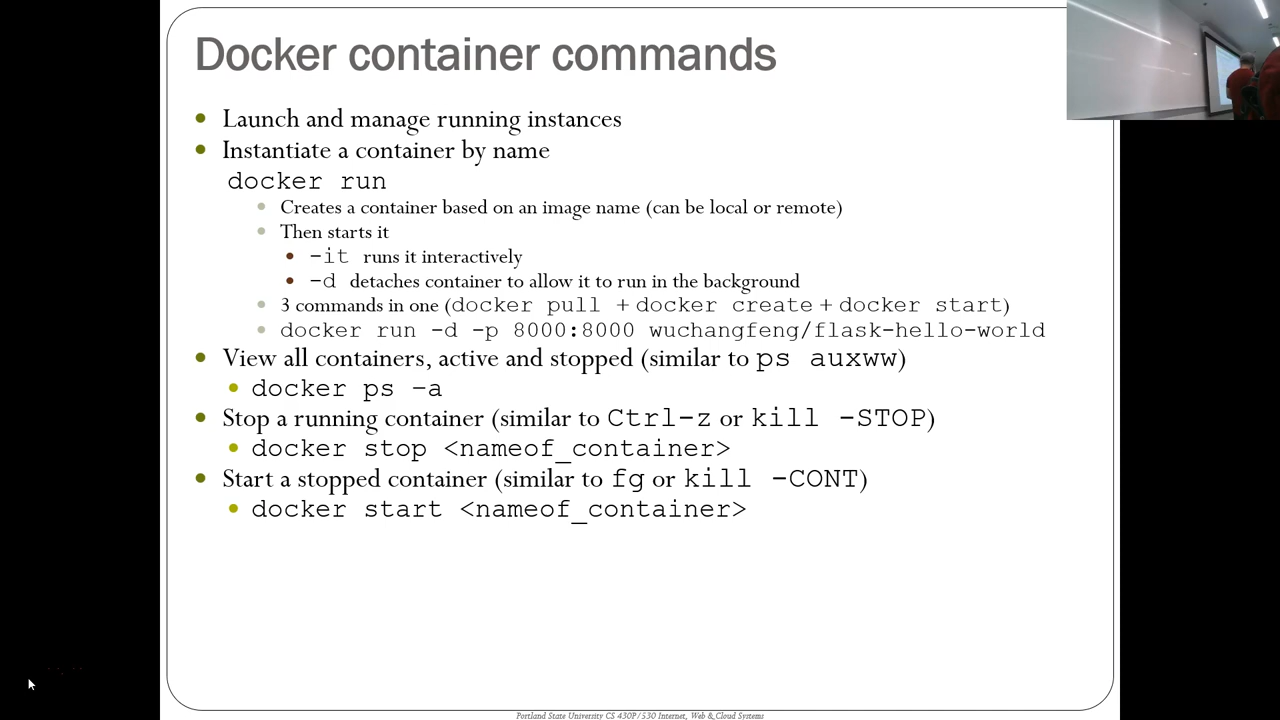 Docker container commands
Launch and manage running instances
Instantiate a container by name
docker run
Creates a container based on an image name (can be local or remote)
Then starts it
-it runs it interactively
-d detaches container to allow it to run in the background
3 commands in one (docker pull + docker create + docker start)
docker run -d -p 8000:8000 wuchangfeng/flask-hello-world
View all containers, active and stopped (similar to ps auxww)
docker ps -a
Stop a running container (similar to Ctrl-z or kill -STOP)
docker stop <nameof_container>
Start a stopped container (similar to fg or kill -CONT)
docker start <nameof_container>
Portland State University CS 430P/530 Internet, Web & Cloud Systems